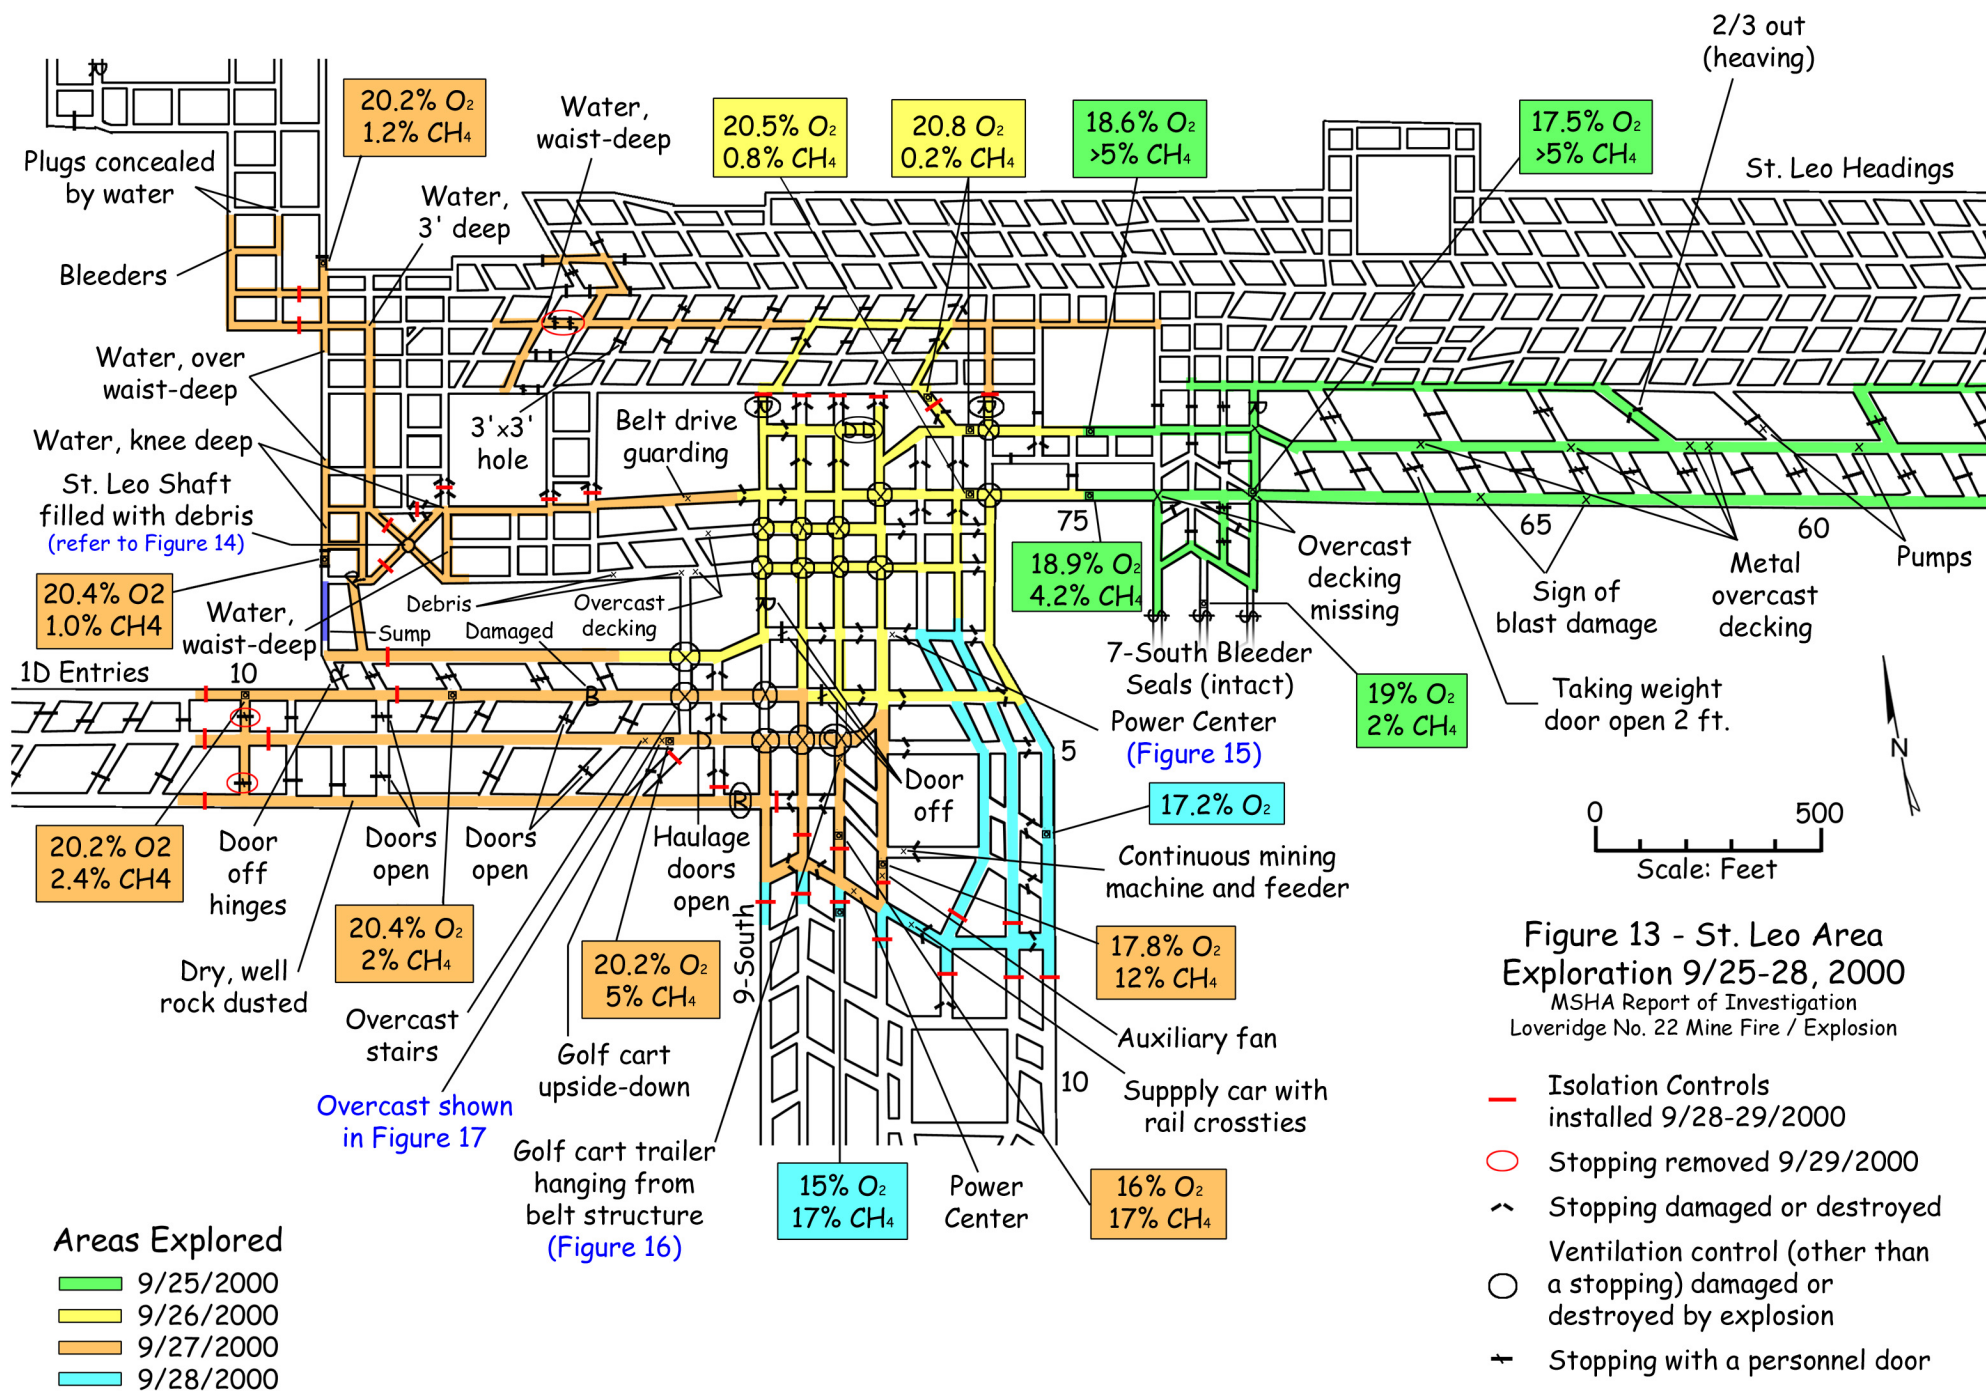 2/3 out
(heaving)
20.2% O₂
1.2% CH₄
Water,
waist-deep
20.5% O₂
0.8% CH₄
20.8 O₂
0.2% CH₄
18.6% O₂
>5% CH₄
17.5% O₂
>5% CH₄
St. Leo Headings
Plugs concealed
by water
Water,
3' deep
Bleeders
Water, over
waist-deep
Water, knee deep
3'x3'
hole
Belt drive
guarding
St. Leo Shaft
filled with debris
(refer to Figure 14)
R
R
R
R
R
75
65
60
Overcast
decking
missing
Sign of
blast damage
Metal
overcast
decking
Pumps
18.9% O₂
4.2% CH₄
20.4% O2
1.0% CH4
Water,
waist-deep
Debris
Overcast
decking
Sump
Damaged
S
S
S
7-South Bleeder
Seals (intact)
19% O₂
2% CH₄
Taking weight
door open 2 ft.
1D Entries
10
B
Power Center
(Figure 15)
5
N
Door
off
17.2% O₂
0
500
Scale: Feet
R
20.2% O2
2.4% CH4
Door
off
hinges
Doors
open
Doors
open
Haulage
doors
open
Continuous mining
machine and feeder
20.4% O₂
2% CH₄
20.2% O₂
5% CH₄
9-South
17.8% O₂
12% CH₄
Figure 13 - St. Leo Area
Exploration 9/25-28, 2000
MSHA Report of Investigation
Loveridge No. 22 Mine Fire / Explosion
Dry, well
rock dusted
Overcast
stairs
Golf cart
upside-down
Auxiliary fan
10
Suppply car with
rail crossties
Overcast shown
in Figure 17
Golf cart trailer
hanging from
belt structure
(Figure 16)
15% O₂
17% CH₄
Power
Center
16% O₂
17% CH₄
Isolation Controls
installed 9/28-29/2000
Stopping removed 9/29/2000
Stopping damaged or destroyed
Ventilation control (other than
a stopping) damaged or
destroyed by explosion
Stopping with a personnel door
Areas Explored
9/25/2000
9/26/2000
9/27/2000
9/28/2000